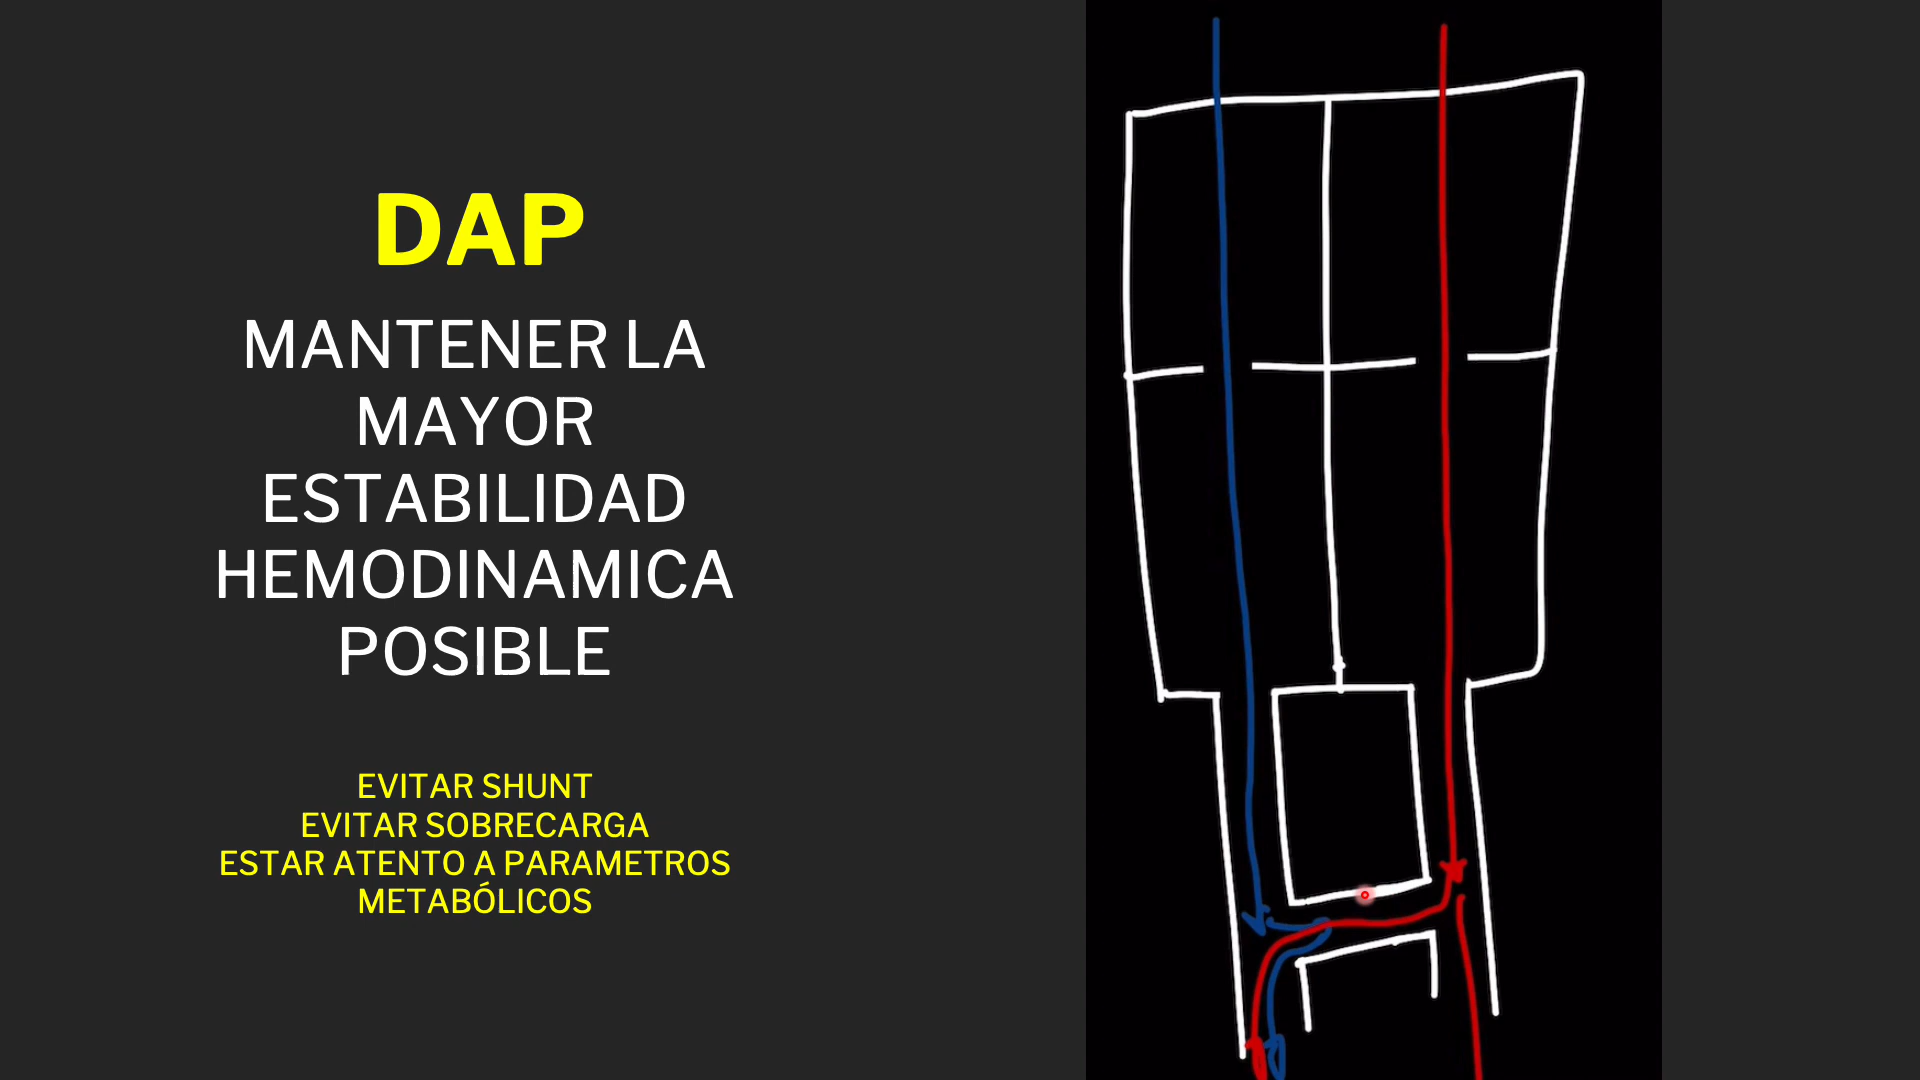 DAP
MANTENER LA
MAYOR
ESTABILIDAD
HEMODINAMICA
POSIBLE
EVITAR SHUNT
EVITAR SOBRECARGA
ESTAR ATENTO A PARAMETROS
METABÓLICOS